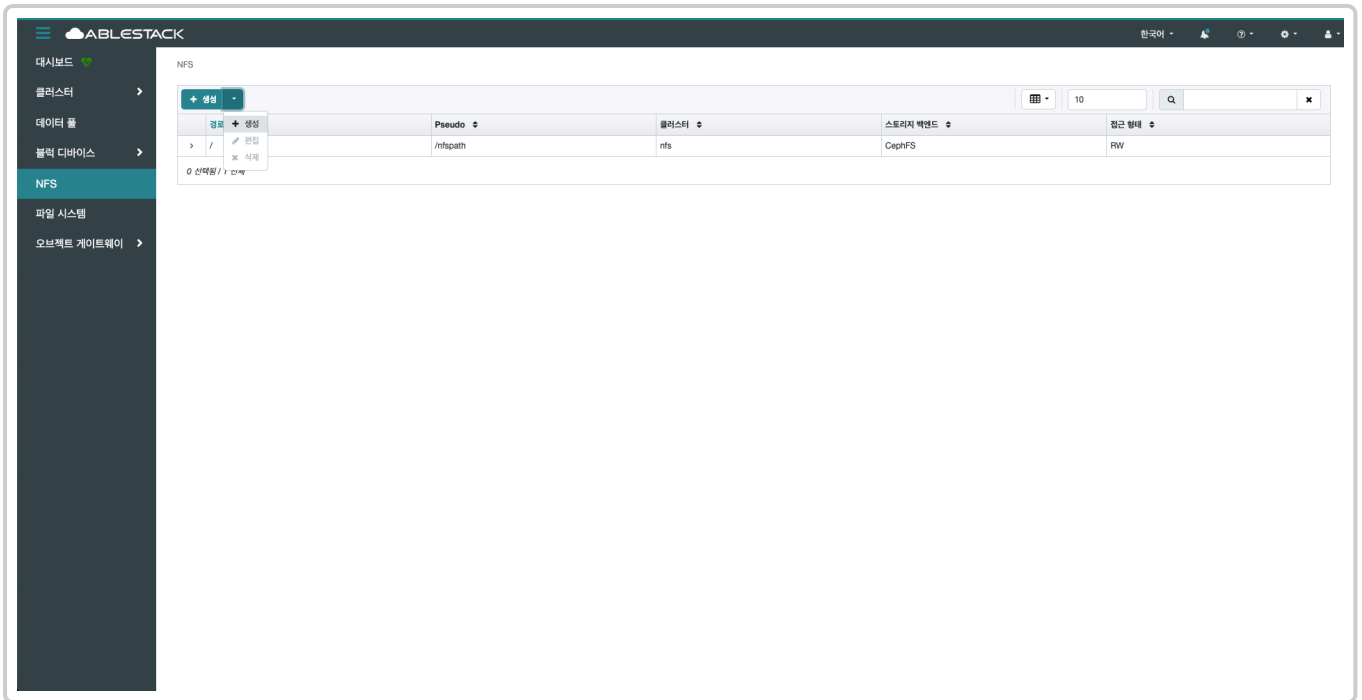 ABLESTACK
한국어
대시보드
클러스터
데이터 풀
블럭 디바이스
NFS
파일 시스템
오브젝트 게이트웨이
NFS
+ 생성
10
경로 Pseudo 클러스터 스토리지 백엔드 접근 형태
+ 생성
편집
삭제
/ /nfspath nfs CephFS RW
0 선택됨 / 1 전체